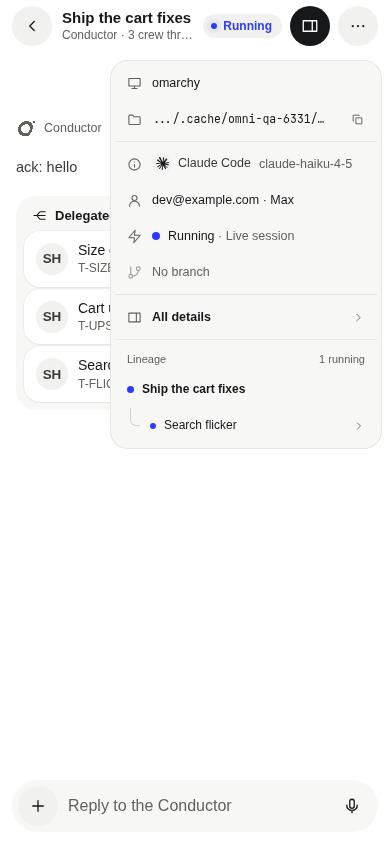 Ship the cart fixes
Conductor · 3 crew thr...
Running
omarchy
.../.cache/omni-qa-6331/…
Conductor
Claude Code claude-haiku-4-5
ack: hello
dev@example.com · Max
Delegate
Running · Live session
SH
Size
T-SIZE
No branch
SH
Cart
T-UPS
All details
SH
Sear
T-FLIC
Lineage
1 running
Ship the cart fixes
Search flicker
Reply to the Conductor